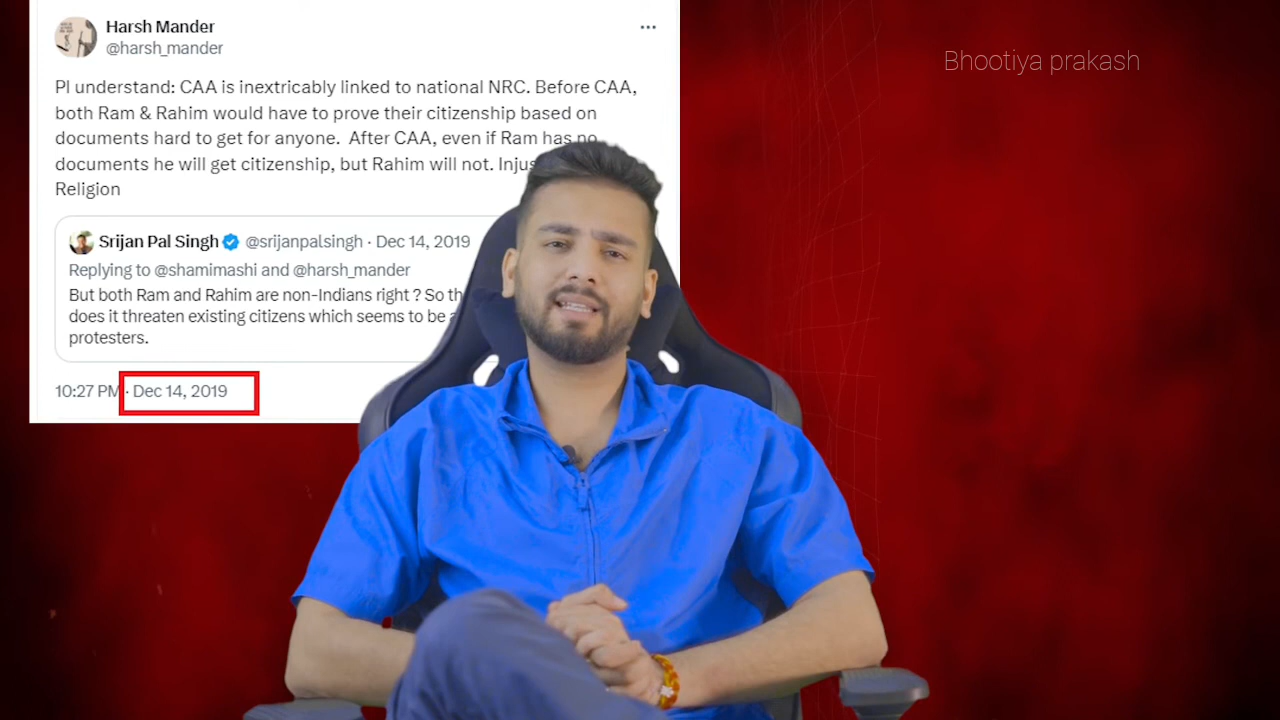 Harsh Mander
@harsh_mander
Pl understand: CAA is inextricably linked to national NRC. Before CAA,
both Ram & Rahim would have to prove their citizenship based on
documents hard to get for anyone. After CAA, even if Ram has no
documents he will get citizenship, but Rahim will not.
Religion
Srijan Pal Singh @srijanpalsingh · Dec 14, 2019
Replying to @shamimashi and @harsh_mander
But both Ram and Rahim are non-Indians right ? So
does it threaten existing citizens which seems to be
protesters.
10:27 PM · Dec 14, 2019
Bhootiya prakash